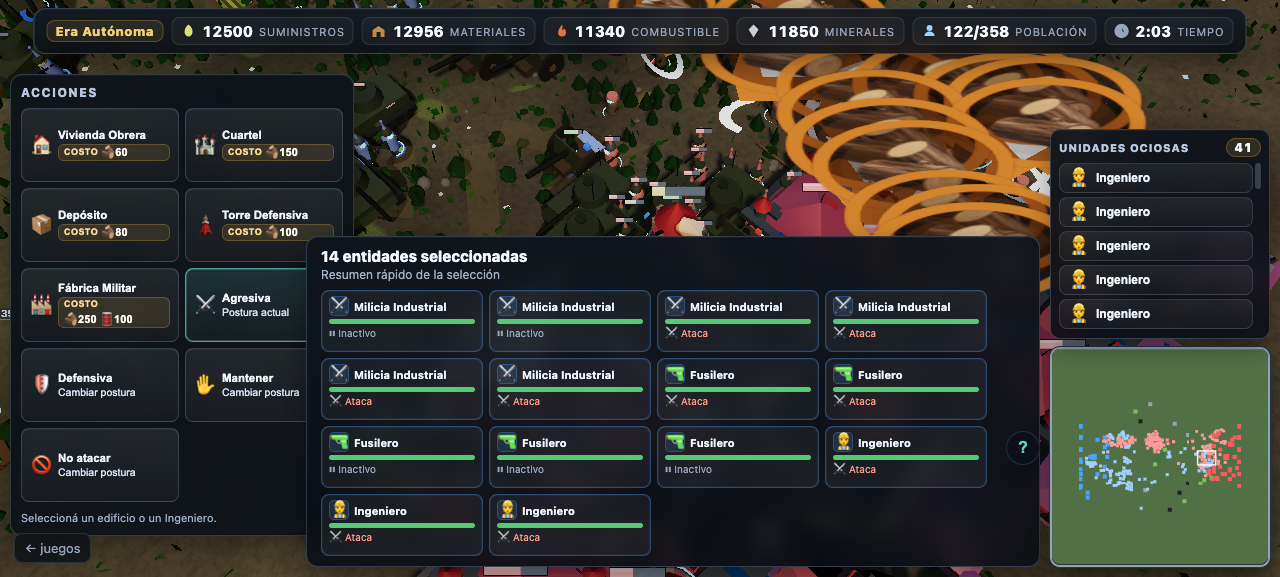 Era Autónoma
12500 SUMINISTROS
12956 MATERIALES
11340 COMBUSTIBLE
11850 MINERALES
122/358 POBLACIÓN
2:03 TIEMPO
ACCIONES
Vivienda Obrera
COSTO 60
Cuartel
COSTO 150
Depósito
COSTO 80
Torre Defensiva
COSTO 100
Fábrica Militar
COSTO
250 100
Agresiva
Postura actual
Defensiva
Cambiar postura
Mantener
Cambiar postura
No atacar
Cambiar postura
Seleccioná un edificio o un Ingeniero.
← juegos
14 entidades seleccionadas
Resumen rápido de la selección
Milicia Industrial
Inactivo
Milicia Industrial
Inactivo
Milicia Industrial
Ataca
Milicia Industrial
Ataca
Milicia Industrial
Ataca
Milicia Industrial
Ataca
Fusilero
Ataca
Fusilero
Ataca
Fusilero
Inactivo
Fusilero
Inactivo
Fusilero
Inactivo
Ingeniero
Ataca
Ingeniero
Ataca
Ingeniero
Ataca
?
UNIDADES OCIOSAS 41
Ingeniero
Ingeniero
Ingeniero
Ingeniero
Ingeniero